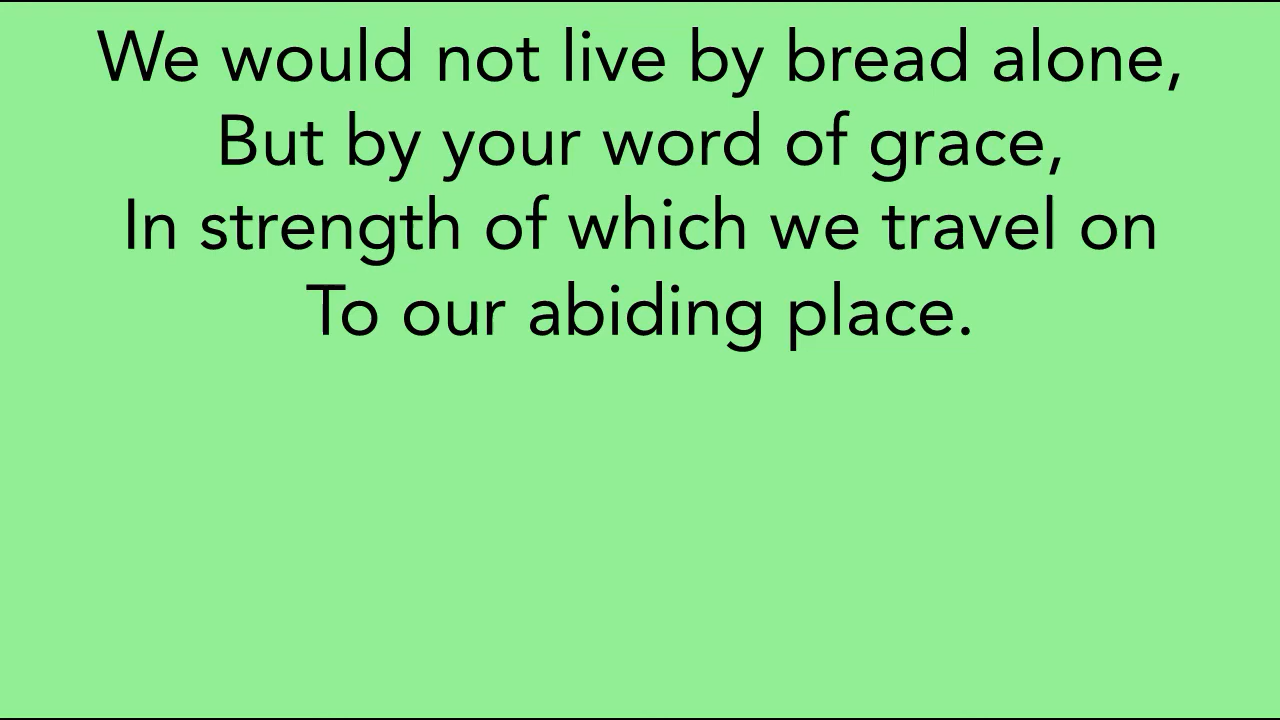 We would not live by bread alone,
But by your word of grace,
In strength of which we travel on
To our abiding place.